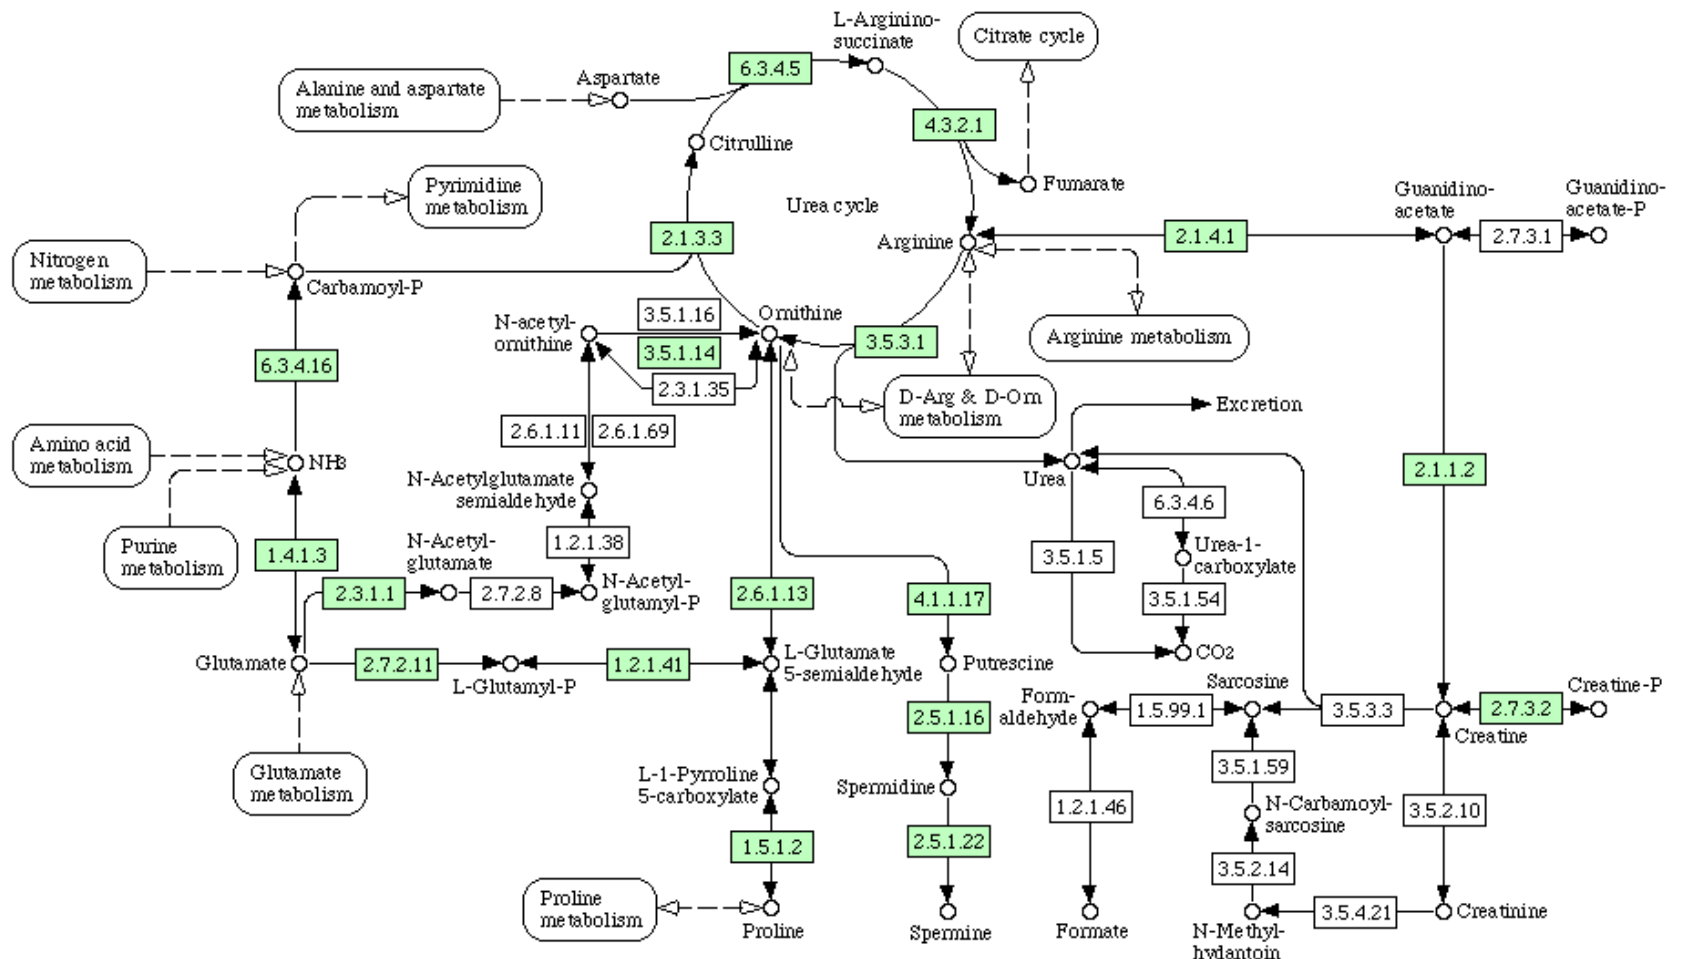 L-Arginino-
succinate
Citrate cycle
6.3.4.5
Aspartate
Alanine and aspartate
metabolism
4.3.2.1
Citrulline
Pyrimidine
metabolism
Fumarate
Guanidino-
acetate
Guanidino-
acetate-P
Urea cycle
2.1.3.3
Arginine
2.1.4.1
2.7.3.1
Nitrogen
metabolism
Carbamoyl-P
N-acetyl-
ornithine
3.5.1.16
Ornithine
3.5.1.14
3.5.3.1
Arginine metabolism
6.3.4.16
2.3.1.35
D-Arg & D-Orn
metabolism
Excretion
2.6.1.11
2.6.1.69
Amino acid
metabolism
NH3
N-Acetylglutamate
semialdehyde
Urea
2.1.1.2
6.3.4.6
Purine
metabolism
1.4.1.3
N-Acetyl-
glutamate
1.2.1.38
3.5.1.5
Urea-1-
carboxylate
2.3.1.1
2.7.2.8
N-Acetyl-
glutamyl-P
2.6.1.13
4.1.1.17
3.5.1.54
Glutamate
2.7.2.11
L-Glutamyl-P
1.2.1.41
L-Glutamate
5-semialdehyde
Putrescine
CO2
Form-
aldehyde
Sarcosine
Creatine-P
2.5.1.16
1.5.99.1
3.5.3.3
2.7.3.2
Creatine
Glutamate
metabolism
L-1-Pyrroline
5-carboxylate
Spermidine
3.5.1.59
1.2.1.46
N-Carbamoyl-
sarcosine
3.5.2.10
1.5.1.2
2.5.1.22
3.5.2.14
Proline
metabolism
Proline
Spermine
Formate
N-Methyl-
hydantoin
3.5.4.21
Creatinine